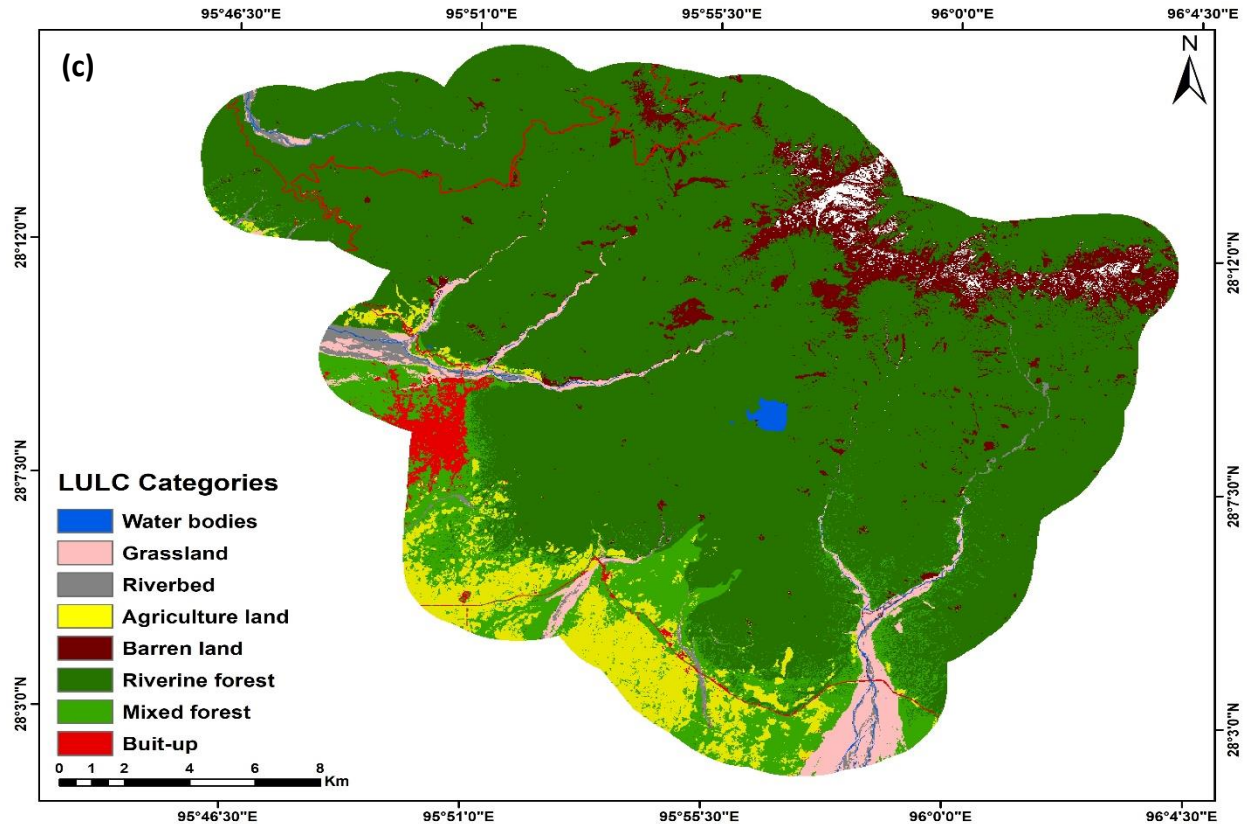 95°46'30"E 95°51'0"E 95°55'30"E 96°0'0"E 96°4'30"E
(c)
N
28°12'0"N
28°12'0"N
28°7'30"N
28°7'30"N
28°3'0"N
28°3'0"N
LULC Categories
Water bodies
Grassland
Riverbed
Agriculture land
Barren land
Riverine forest
Mixed forest
Buit-up
0 1 2 4 6 8
Km
95°46'30"E 95°51'0"E 95°55'30"E 96°0'0"E 96°4'30"E